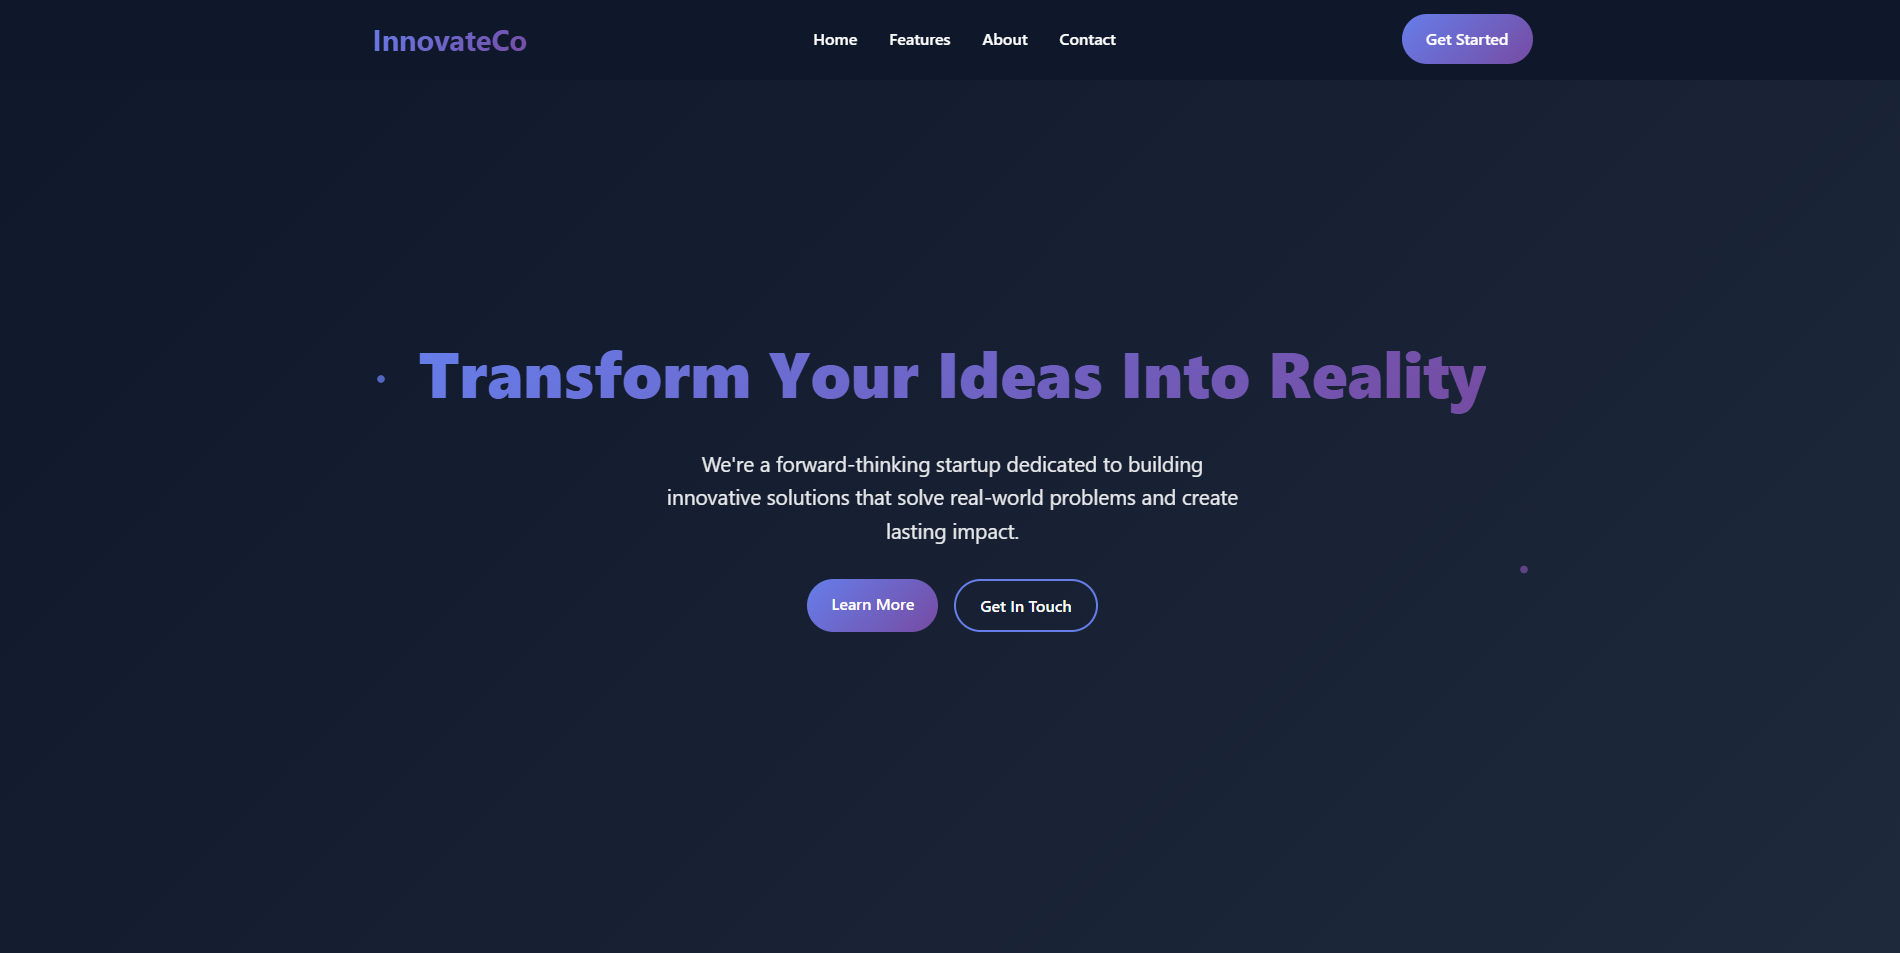 InnovateCo
Home Features About Contact
Get Started
Transform Your Ideas Into Reality
We're a forward-thinking startup dedicated to building
innovative solutions that solve real-world problems and create
lasting impact.
Learn More
Get In Touch